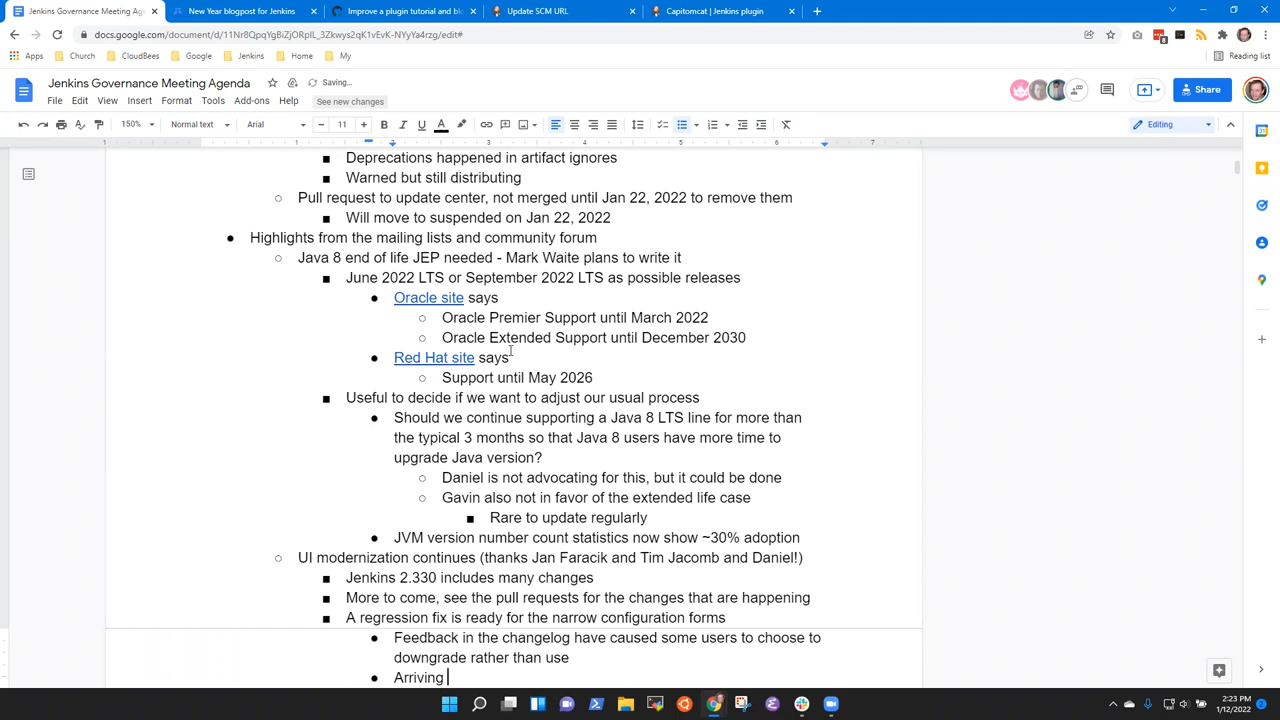 Jenkins Governance Meeting Age
New Year blogpost for Jenkins
Improve a plugin tutorial and blo
Update SCM URL
Capitomcat | Jenkins plugin
docs.google.com/document/d/11Nr8QpqYgBiZjORpIL_3Zkwys2qK1vEvK-NYyYa4rzg/edit#
Apps
Church
CloudBees
Google
Jenkins
Home
My
Reading list
Jenkins Governance Meeting Agenda
Saving...
File Edit View Insert Format Tools Add-ons Help
See new changes
Share
150%
Normal text
Arial
11
Editing
1 2 3 4 5 6 7
Deprecations happened in artifact ignores
Warned but still distributing
Pull request to update center, not merged until Jan 22, 2022 to remove them
Will move to suspended on Jan 22, 2022
Highlights from the mailing lists and community forum
Java 8 end of life JEP needed - Mark Waite plans to write it
June 2022 LTS or September 2022 LTS as possible releases
Oracle site says
Oracle Premier Support until March 2022
Oracle Extended Support until December 2030
Red Hat site says
Support until May 2026
Useful to decide if we want to adjust our usual process
Should we continue supporting a Java 8 LTS line for more than
the typical 3 months so that Java 8 users have more time to
upgrade Java version?
Daniel is not advocating for this, but it could be done
Gavin also not in favor of the extended life case
Rare to update regularly
JVM version number count statistics now show ~30% adoption
UI modernization continues (thanks Jan Faracik and Tim Jacomb and Daniel!)
Jenkins 2.330 includes many changes
More to come, see the pull requests for the changes that are happening
A regression fix is ready for the narrow configuration forms
Feedback in the changelog have caused some users to choose to
downgrade rather than use
Arriving
2:23 PM
1/12/2022